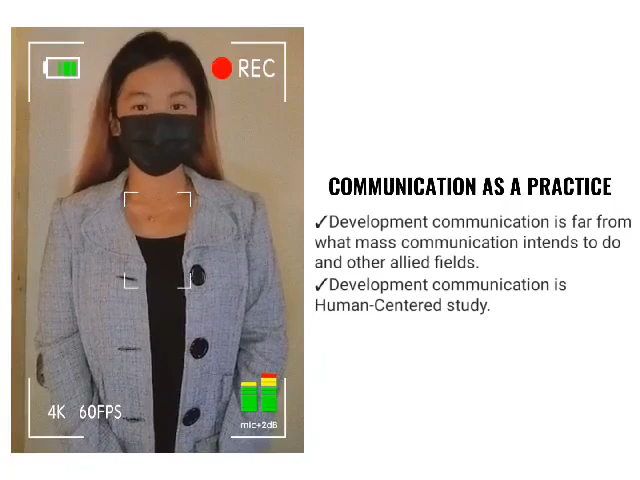 REC
COMMUNICATION AS A PRACTICE
✓Development communication is far from
what mass communication intends to do
and other allied fields.
✓Development communication is
Human-Centered study.
4K 60FPS
mic+2dB